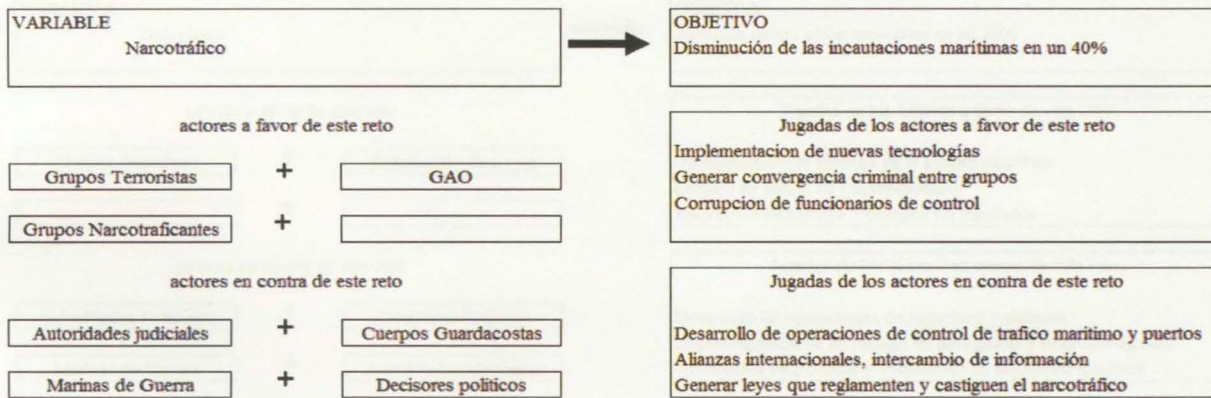 VARIABLE
Narcotráfico
OBJETIVO
Disminución de las incautaciones marítimas en un 40%
actores a favor de este reto
Grupos Terroristas
+
GAO
Grupos Narcotraficantes
+
Jugadas de los actores a favor de este reto
Implementacion de nuevas tecnologías
Generar convergencia criminal entre grupos
Corrupcion de funcionarios de control
actores en contra de este reto
Autoridades judiciales
+
Cuerpos Guardacostas
Marinas de Guerra
+
Decisores políticos
Jugadas de los actores en contra de este reto
Desarrollo de operaciones de control de trafico maritimo y puertos
Alianzas internacionales, intercambio de información
Generar leyes que reglamenten y castiguen el narcotráfico